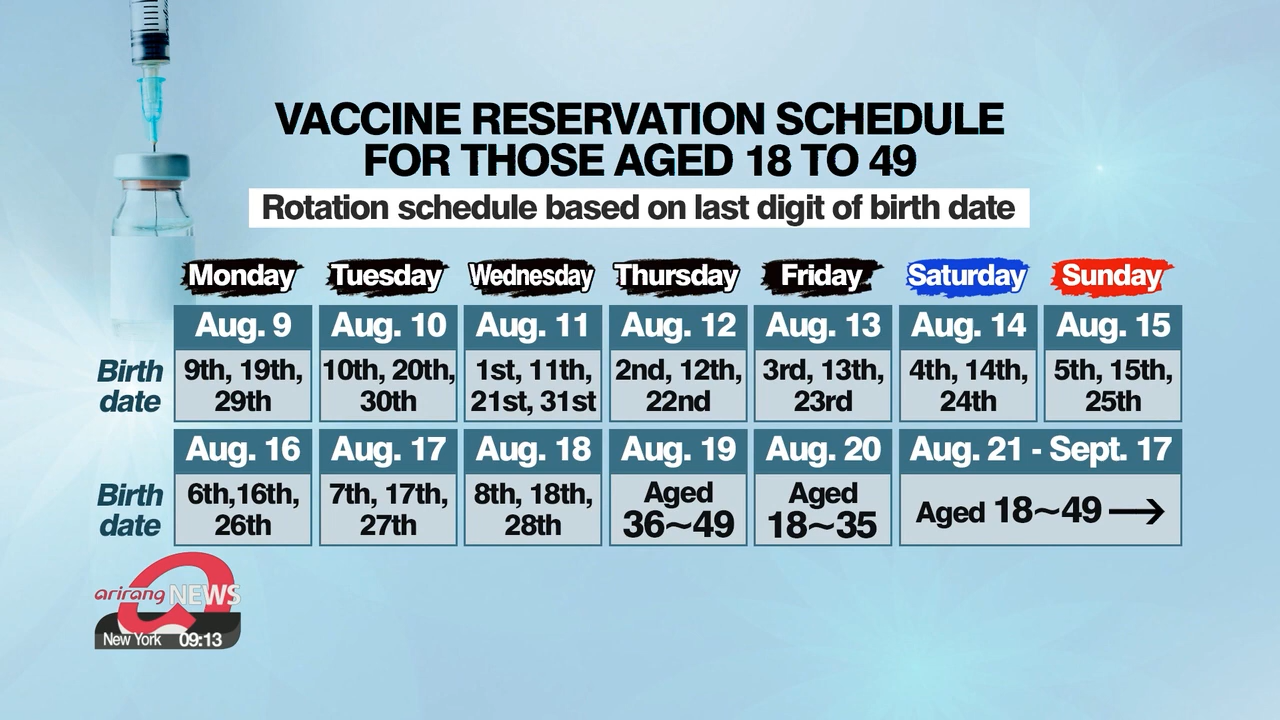 VACCINE RESERVATION SCHEDULE
FOR THOSE AGED 18 TO 49
Rotation schedule based on last digit of birth date
Monday Tuesday Wednesday Thursday Friday Saturday Sunday
Aug. 9 Aug. 10 Aug. 11 Aug. 12 Aug. 13 Aug. 14 Aug. 15
Birth 9th, 19th, 10th, 20th, 1st, 11th, 2nd, 12th, 3rd, 13th, 4th, 14th, 5th, 15th,
date 29th 30th 21st, 31st 22nd 23rd 24th 25th
Aug. 16 Aug. 17 Aug. 18 Aug. 19 Aug. 20 Aug. 21 - Sept. 17
Birth 6th,16th, 7th, 17th, 8th, 18th, Aged Aged Aged 18~49 →
date 26th 27th 28th 36~49 18~35
arirang NEWS
New York 09:13